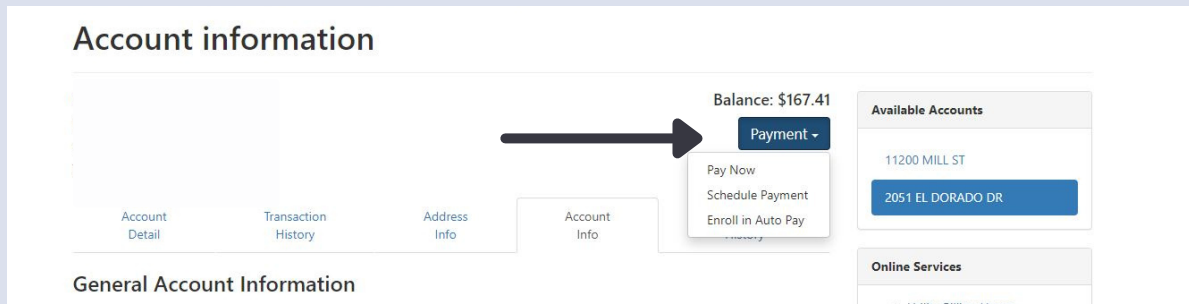 Account information
Balance: $167.41
Payment
Pay Now
Schedule Payment
Enroll in Auto Pay
Account
Detail
Transaction
History
Address
Info
Account
Info
History
General Account Information
Available Accounts
11200 MILL ST
2051 EL DORADO DR
Online Services